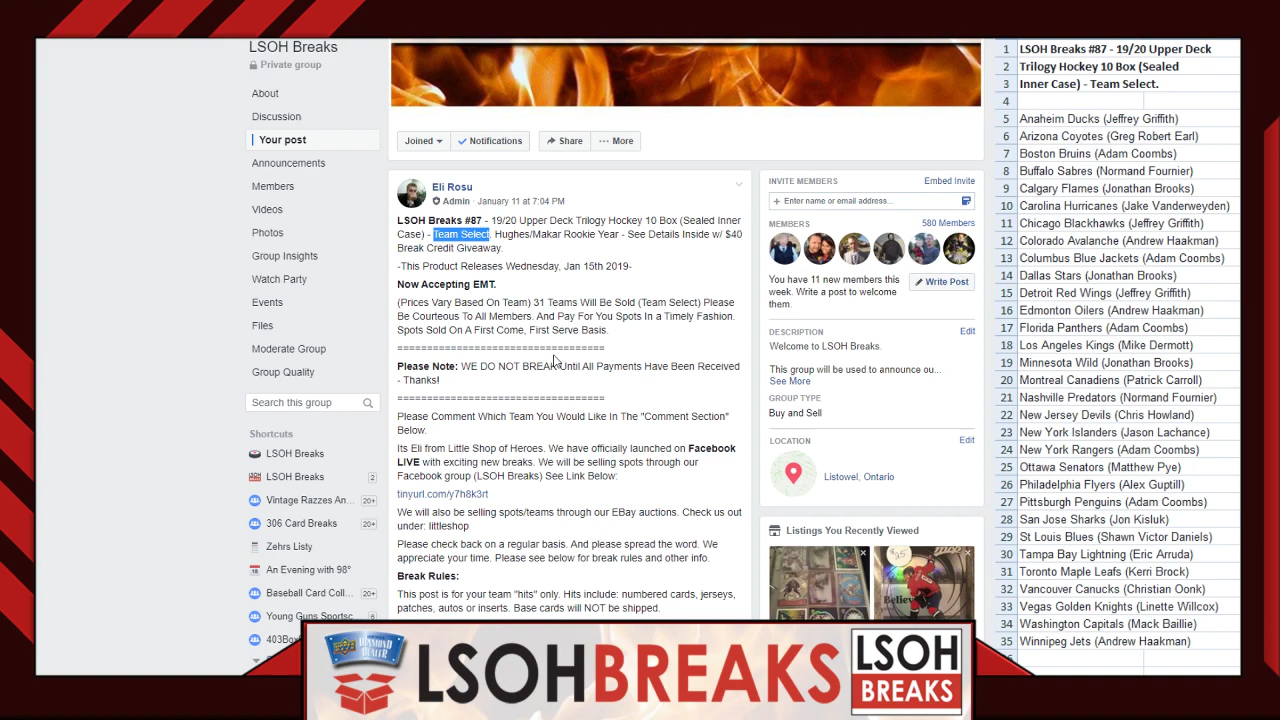 LSOH Breaks
Private group
About
Discussion
Your post
Announcements
Members
Videos
Photos
Group Insights
Watch Party
Events
Files
Moderate Group
Group Quality
Search this group
Shortcuts
LSOH Breaks
LSOH Breaks 2
Vintage Razzes An... 20+
306 Card Breaks 20+
Zehrs Listy
An Evening with 98°
Baseball Card Coll... 20+
Young Guns Sportsc... 8
403Box
Joined
Notifications
Share
More
Eli Rosu
Admin · January 11 at 7:04 PM
LSOH Breaks #87 - 19/20 Upper Deck Trilogy Hockey 10 Box (Sealed Inner
Case) - Team Select. Hughes/Makar Rookie Year - See Details Inside w/ $40
Break Credit Giveaway.
-This Product Releases Wednesday, Jan 15th 2019-
Now Accepting EMT.
(Prices Vary Based On Team) 31 Teams Will Be Sold (Team Select) Please
Be Courteous To All Members. And Pay For You Spots In a Timely Fashion.
Spots Sold On A First Come, First Serve Basis.
==================================
Please Note: WE DO NOT BREAK Until All Payments Have Been Received
- Thanks!
==================================
Please Comment Which Team You Would Like In The "Comment Section"
Below.
Its Eli from Little Shop of Heroes. We have officially launched on Facebook
LIVE with exciting new breaks. We will be selling spots through our
Facebook group (LSOH Breaks) See Link Below:
tinyurl.com/y7h8k3rt
We will also be selling spots/teams through our EBay auctions. Check us out
under: littleshop
Please check back on a regular basis. And please spread the word. We
appreciate your time. Please see below for break rules and other info.
Break Rules:
This post is for your team "hits" only. Hits include: numbered cards, jerseys,
patches, autos or inserts. Base cards will NOT be shipped.
INVITE MEMBERS Embed Invite
+ Enter name or email address...
MEMBERS 580 Members
You have 11 new members this
week. Write a post to welcome
them.
Write Post
DESCRIPTION Edit
Welcome to LSOH Breaks.
This group will be used to announce ou...
See More
GROUP TYPE
Buy and Sell
LOCATION Edit
Listowel, Ontario
Listings You Recently Viewed
1 LSOH Breaks #87 - 19/20 Upper Deck
2 Trilogy Hockey 10 Box (Sealed
3 Inner Case) - Team Select.
4
5 Anaheim Ducks (Jeffrey Griffith)
6 Arizona Coyotes (Greg Robert Earl)
7 Boston Bruins (Adam Coombs)
8 Buffalo Sabres (Normand Fournier)
9 Calgary Flames (Jonathan Brooks)
10 Carolina Hurricanes (Jake Vanderweyden)
11 Chicago Blackhawks (Jeffrey Griffith)
12 Colorado Avalanche (Andrew Haakman)
13 Columbus Blue Jackets (Adam Coombs)
14 Dallas Stars (Jonathan Brooks)
15 Detroit Red Wings (Jeffrey Griffith)
16 Edmonton Oilers (Andrew Haakman)
17 Florida Panthers (Adam Coombs)
18 Los Angeles Kings (Mike Dermott)
19 Minnesota Wild (Jonathan Brooks)
20 Montreal Canadiens (Patrick Carroll)
21 Nashville Predators (Normand Fournier)
22 New Jersey Devils (Chris Howland)
23 New York Islanders (Jason Lachance)
24 New York Rangers (Adam Coombs)
25 Ottawa Senators (Matthew Pye)
26 Philadelphia Flyers (Alex Guptill)
27 Pittsburgh Penguins (Adam Coombs)
28 San Jose Sharks (Jon Kisluk)
29 St Louis Blues (Shawn Victor Daniels)
30 Tampa Bay Lightning (Eric Arruda)
31 Toronto Maple Leafs (Kerri Brock)
32 Vancouver Canucks (Christian Oonk)
33 Vegas Golden Knights (Linette Willcox)
34 Washington Capitals (Mack Baillie)
35 Winnipeg Jets (Andrew Haakman)
DIAMOND
DEALER
LSOHBREAKS
LSOH
BREAKS